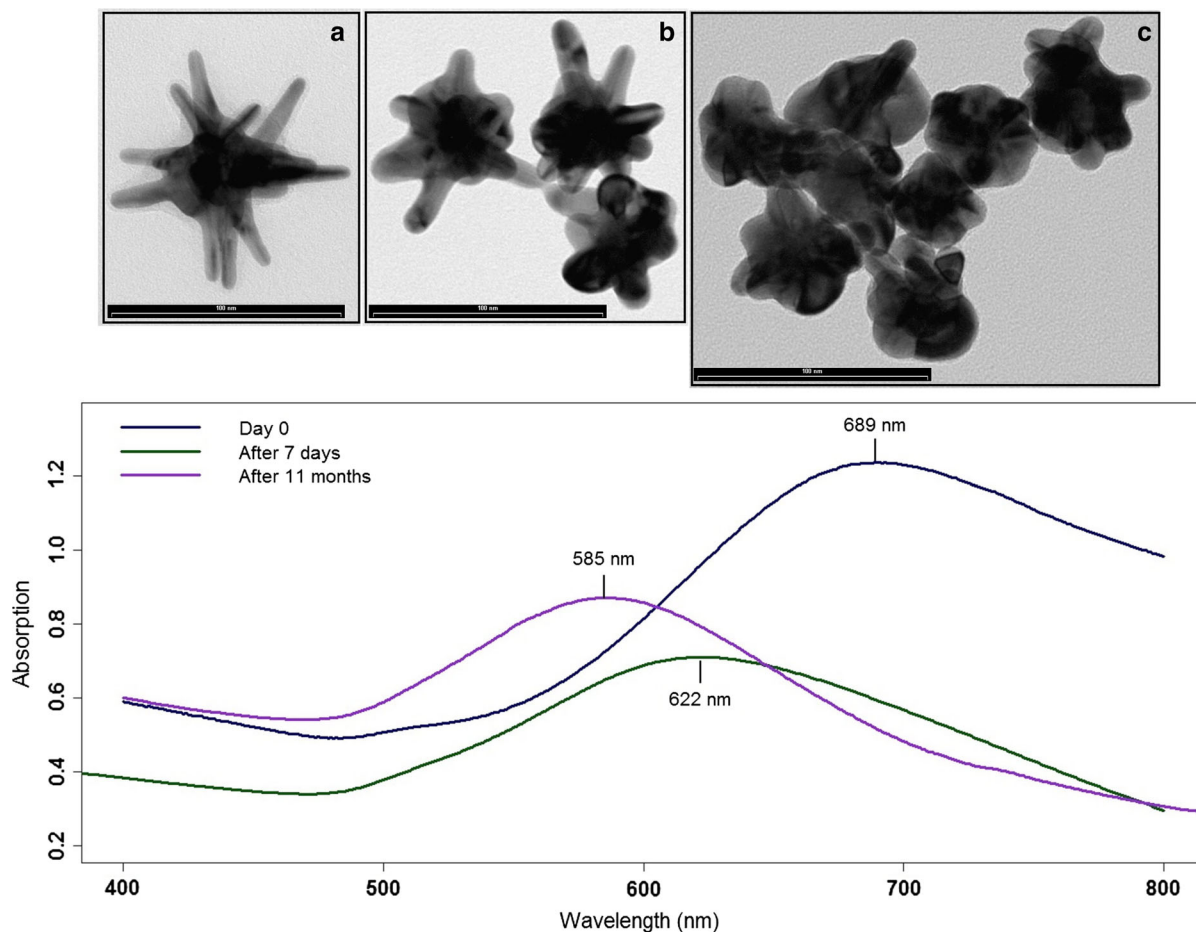 a
b
c
100 nm
100 nm
100 nm
Day 0
After 7 days
After 11 months
689 nm
585 nm
622 nm
Absorption
1.2
1.0
0.8
0.6
0.4
0.2
400
500
600
700
800
Wavelength (nm)